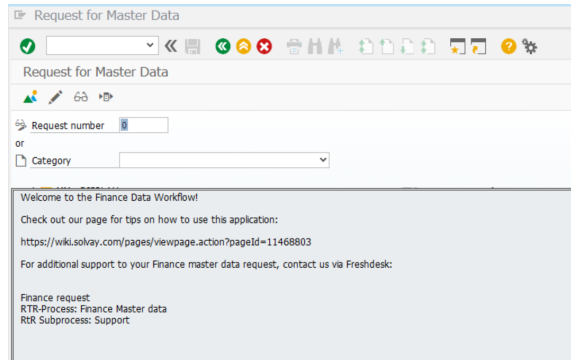 Request for Master Data
Request for Master Data
Request number 0
or
Category
Welcome to the Finance Data Workflow!
Check out our page for tips on how to use this application:
https://wiki.solvay.com/pages/viewpage.action?pageId=11468803
For additional support to your Finance master data request, contact us via Freshdesk:
Finance request
RTR-Process: Finance Master data
RtR Subprocess: Support